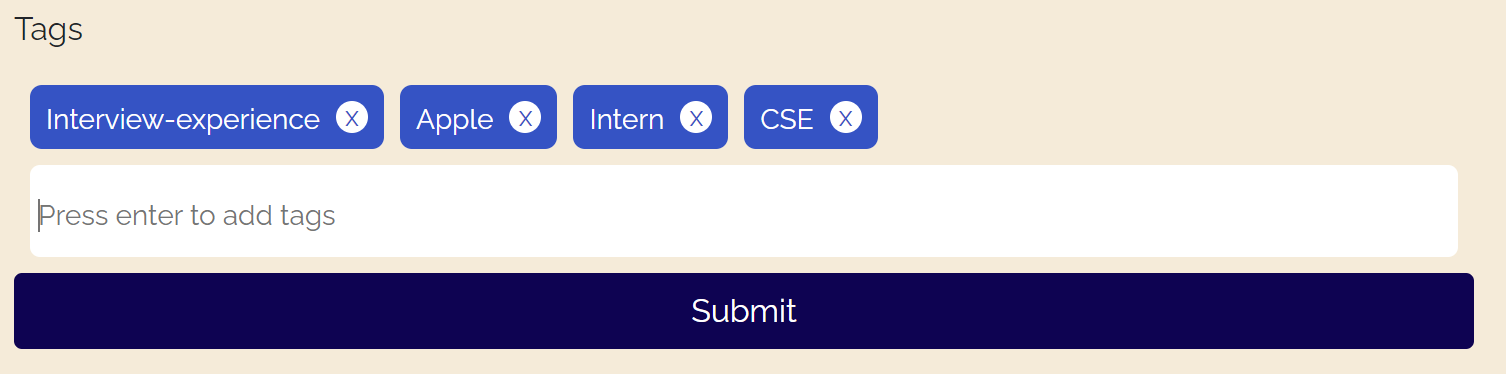 Tags
Interview-experience X Apple X Intern X CSE X
Press enter to add tags
Submit